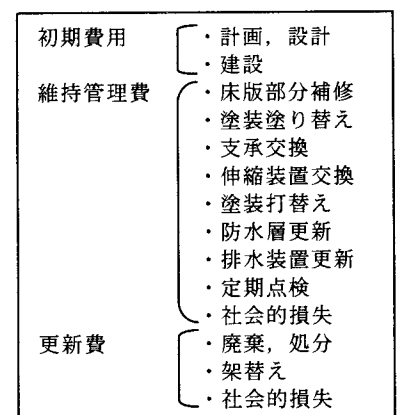 初期費用 ・計画，設計
・建設
維持管理費 ・床版部分補修
・塗装塗り替え
・支承交換
・伸縮装置交換
・塗装打替え
・防水層更新
・排水装置更新
・定期点検
・社会的損失
更新費 ・廃棄，処分
・架替え
・社会的損失